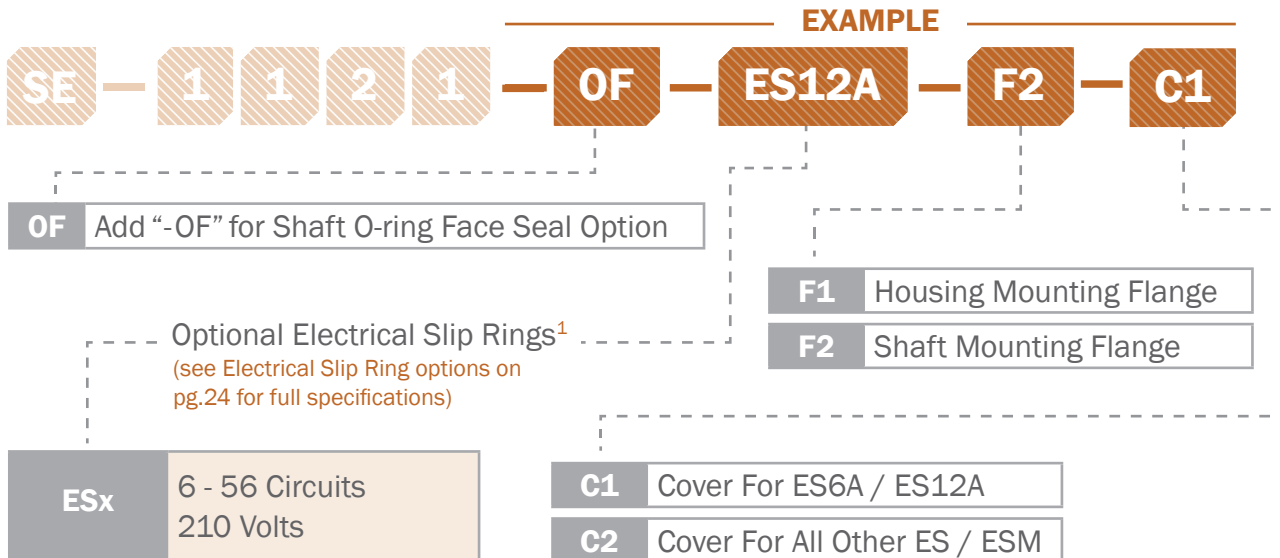 EXAMPLE
SE – 1 1 2 1 – OF – ES12A – F2 – C1
OF Add “-OF” for Shaft O-ring Face Seal Option
F1 Housing Mounting Flange
F2 Shaft Mounting Flange
Optional Electrical Slip Rings¹
(see Electrical Slip Ring options on
pg.24 for full specifications)
ESx
6 - 56 Circuits
210 Volts
C1 Cover For ES6A / ES12A
C2 Cover For All Other ES / ESM